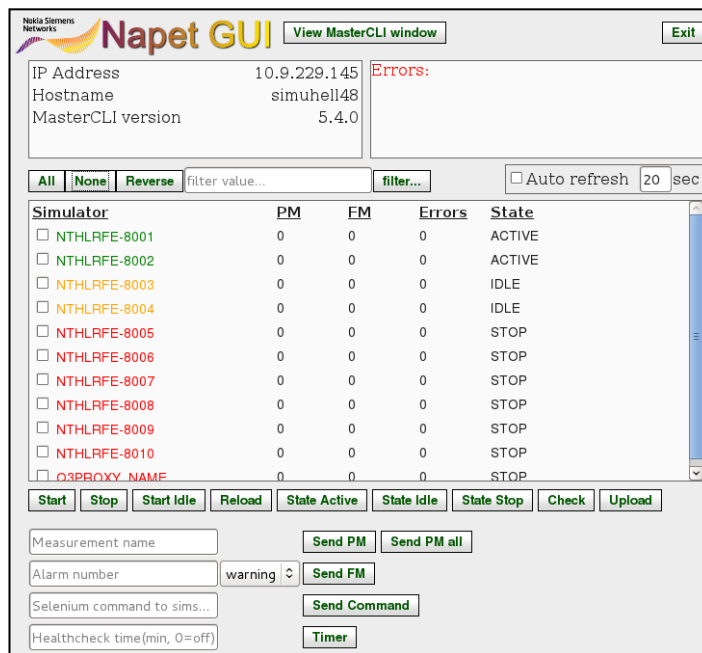 Nokia Siemens
Networks
Napet GUI
View MasterCLI window
Exit
IP Address 10.9.229.145
Hostname simuhell48
MasterCLI version 5.4.0
Errors:
All None Reverse filter value... filter... Auto refresh 20 sec
Simulator PM FM Errors State
NTHLRFE-8001 0 0 0 ACTIVE
NTHLRFE-8002 0 0 0 ACTIVE
NTHLRFE-8003 0 0 0 IDLE
NTHLRFE-8004 0 0 0 IDLE
NTHLRFE-8005 0 0 0 STOP
NTHLRFE-8006 0 0 0 STOP
NTHLRFE-8007 0 0 0 STOP
NTHLRFE-8008 0 0 0 STOP
NTHLRFE-8009 0 0 0 STOP
NTHLRFE-8010 0 0 0 STOP
Q3PROXY_NAME 0 0 0 STOP
Start Stop Start Idle Reload State Active State Idle State Stop Check Upload
Measurement name Send PM Send PM all
Alarm number warning Send FM
Selenium command to sims... Send Command
Healthcheck time(min, 0=off) Timer